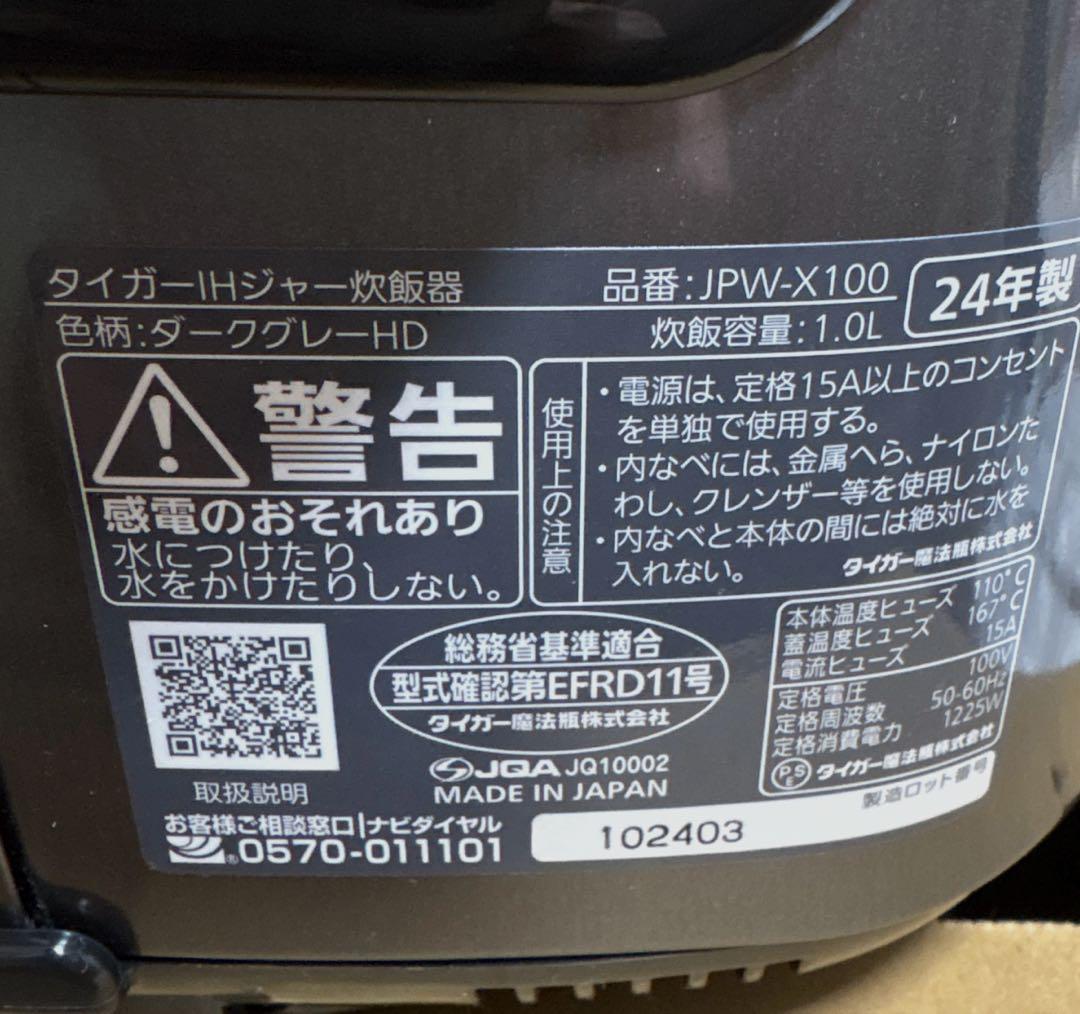 タイガーIHジャー炊飯器
品番:JPW-X100
24年製
色柄:ダークグレーHD
炊飯容量:1.0L
警告
感電のおそれあり
水につけたり、
水をかけたりしない。
使用上の注意
・電源は、定格15A以上のコンセント
を単独で使用する。
・内なべには、金属へら、ナイロンた
わし、クレンザー等を使用しない。
・内なべと本体の間には絶対に水を
入れない。
タイガー魔法瓶株式会社
総務省基準適合
型式確認第EFRD11号
タイガー魔法瓶株式会社
JQA JQ10002
MADE IN JAPAN
本体温度ヒューズ 110°C
蓋温度ヒューズ 167°C
電流ヒューズ 15A
定格電圧 100V
定格周波数 50-60Hz
定格消費電力 1225W
PSE タイガー魔法瓶株式会社
取扱説明
お客様ご相談窓口|ナビダイヤル
®0570-011101
製造ロット番号
102403